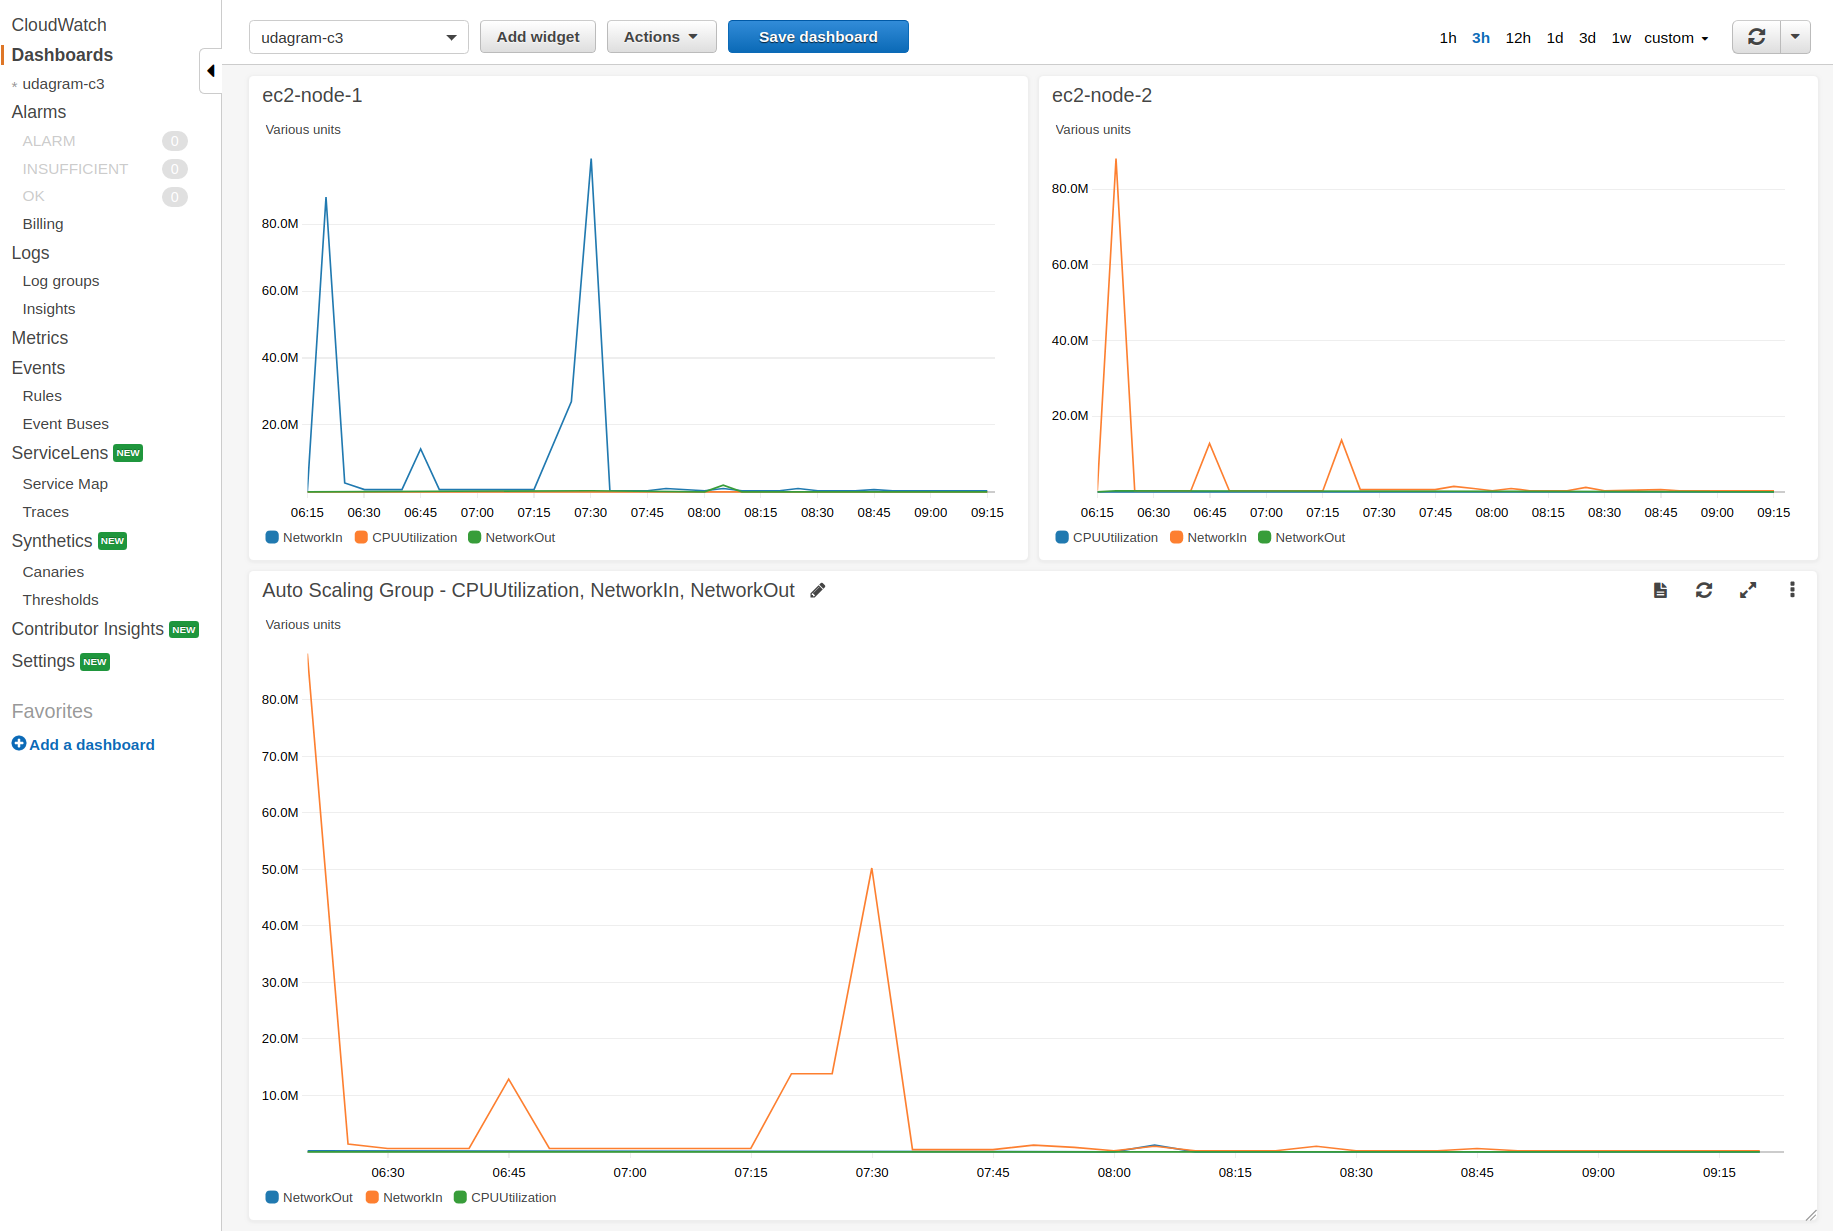 CloudWatch
Dashboards
* udagram-c3
Alarms
ALARM 0
INSUFFICIENT 0
OK 0
Billing
Logs
Log groups
Insights
Metrics
Events
Rules
Event Buses
ServiceLens NEW
Service Map
Traces
Synthetics NEW
Canaries
Thresholds
Contributor Insights NEW
Settings NEW
Favorites
Add a dashboard
udagram-c3 Add widget Actions Save dashboard 1h 3h 12h 1d 3d 1w custom
ec2-node-1
Various units
80.0M
60.0M
40.0M
20.0M
06:15 06:30 06:45 07:00 07:15 07:30 07:45 08:00 08:15 08:30 08:45 09:00 09:15
NetworkIn CPUUtilization NetworkOut
ec2-node-2
Various units
80.0M
60.0M
40.0M
20.0M
06:15 06:30 06:45 07:00 07:15 07:30 07:45 08:00 08:15 08:30 08:45 09:00 09:15
CPUUtilization NetworkIn NetworkOut
Auto Scaling Group - CPUUtilization, NetworkIn, NetworkOut
Various units
80.0M
70.0M
60.0M
50.0M
40.0M
30.0M
20.0M
10.0M
06:30 06:45 07:00 07:15 07:30 07:45 08:00 08:15 08:30 08:45 09:00 09:15
NetworkOut NetworkIn CPUUtilization